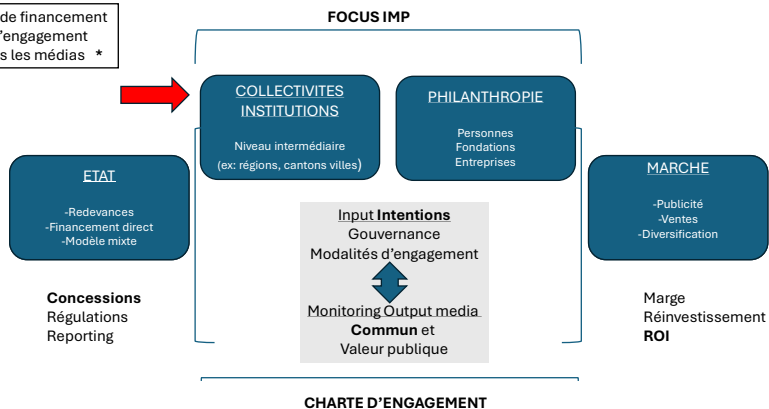 de financement
’engagement
s les médias *
FOCUS IMP
COLLECTIVITES
INSTITUTIONS
Niveau intermédiaire
(ex: régions, cantons villes)
PHILANTHROPIE
Personnes
Fondations
Entreprises
ETAT
-Redevances
-Financement direct
-Modèle mixte
MARCHE
-Publicité
-Ventes
-Diversification
Input Intentions
Gouvernance
Modalités d’engagement
Monitoring Output media
Commun et
Valeur publique
Concessions
Régulations
Reporting
Marge
Réinvestissement
ROI
CHARTE D’ENGAGEMENT